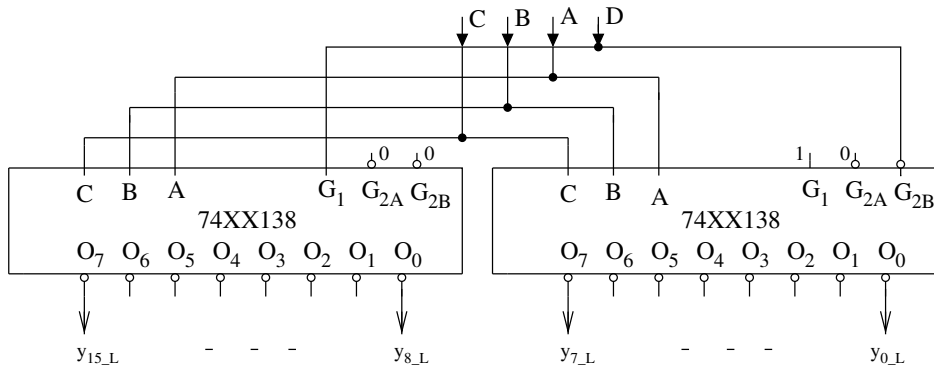 C B A D
0 0 1 0
C B A G1 G2A G2B C B A G1 G2A G2B
74XX138 74XX138
O7 O6 O5 O4 O3 O2 O1 O0 O7 O6 O5 O4 O3 O2 O1 O0
y15_L - - - y8_L y7_L - - - y0_L